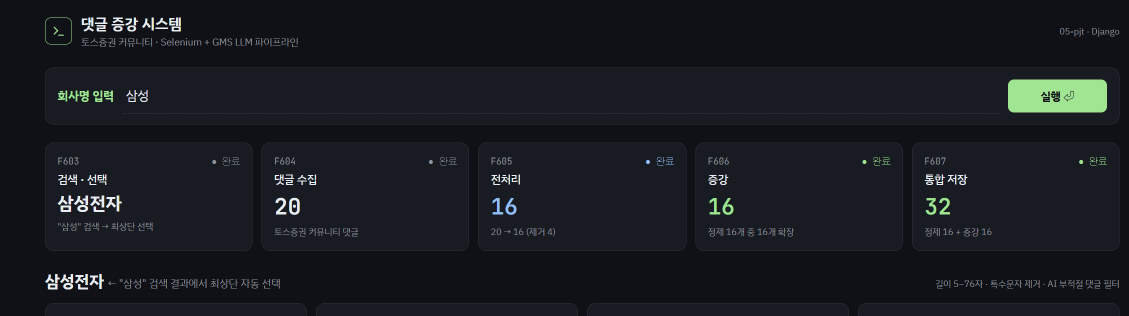 댓글 증강 시스템
토스증권 커뮤니티 · Selenium + GMS LLM 파이프라인
05-pjt · Django
회사명 입력 삼성 실행 ⏎
F603 • 완료
검색 · 선택
삼성전자
"삼성" 검색 → 최상단 선택
F604 • 완료
댓글 수집
20
토스증권 커뮤니티 댓글
F605 • 완료
전처리
16
20 → 16 (제거 4)
F606 • 완료
증강
16
정제 16개 중 16개 확장
F607 • 완료
통합 저장
32
정제 16 + 증강 16
삼성전자 ← "삼성" 검색 결과에서 최상단 자동 선택
길이 5–76자 · 특수문자 제거 · AI 부적절 댓글 필터